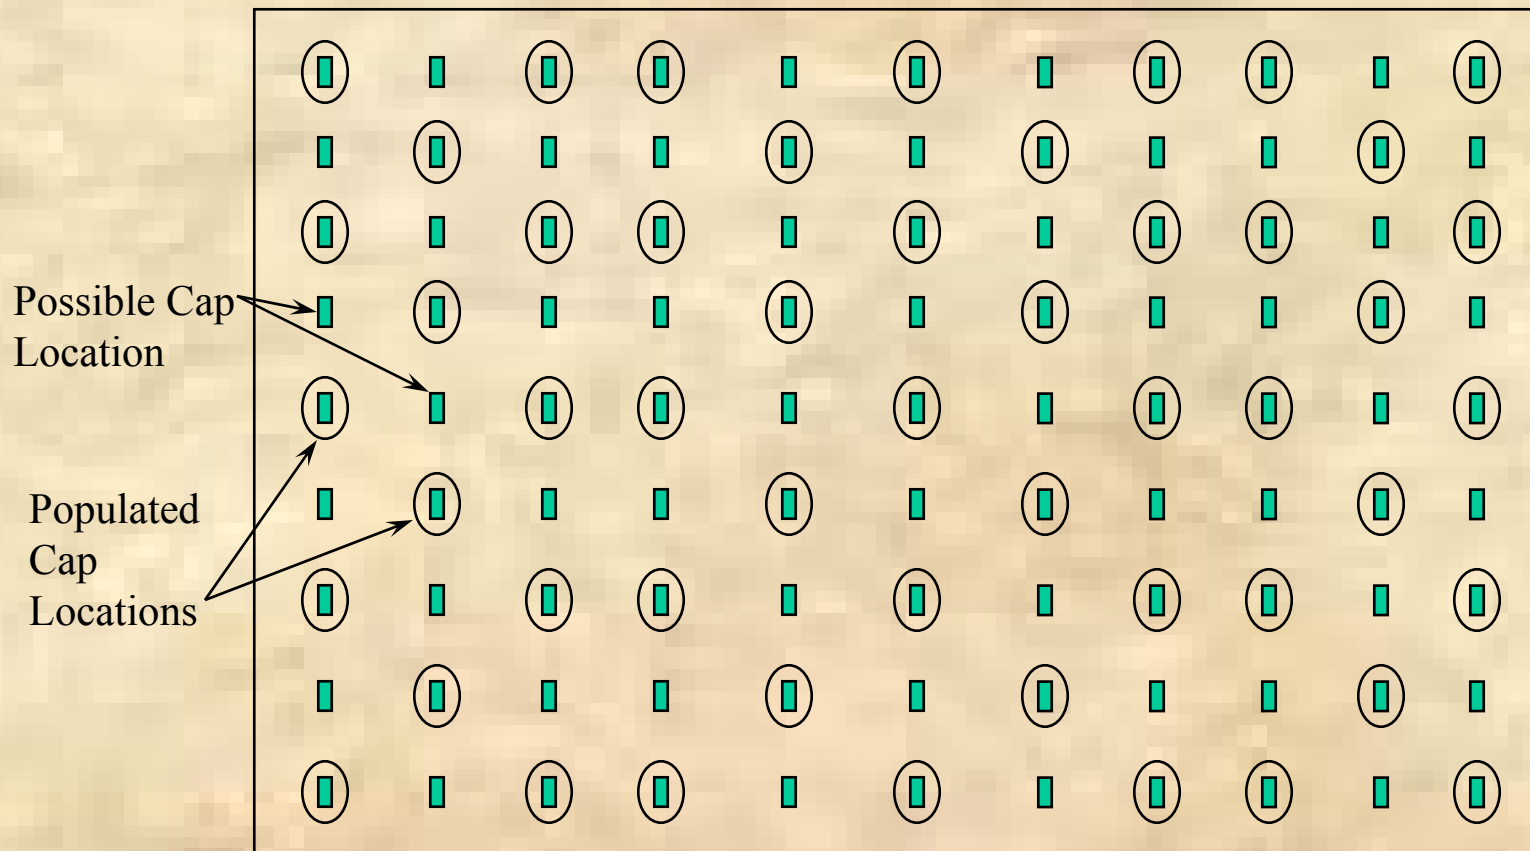 Possible Cap
Location
Populated
Cap
Locations